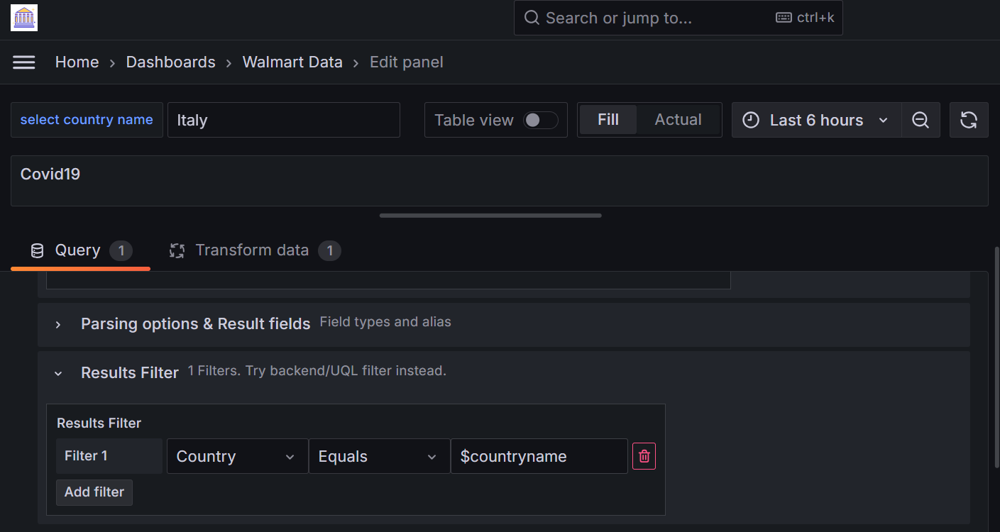 Search or jump to... ctrl+k
Home > Dashboards > Walmart Data > Edit panel
select country name Italy Table view Fill Actual Last 6 hours
Covid19
Query 1 Transform data 1
Parsing options & Result fields Field types and alias
Results Filter 1 Filters. Try backend/UQL filter instead.
Results Filter
Filter 1 Country Equals $countryname
Add filter